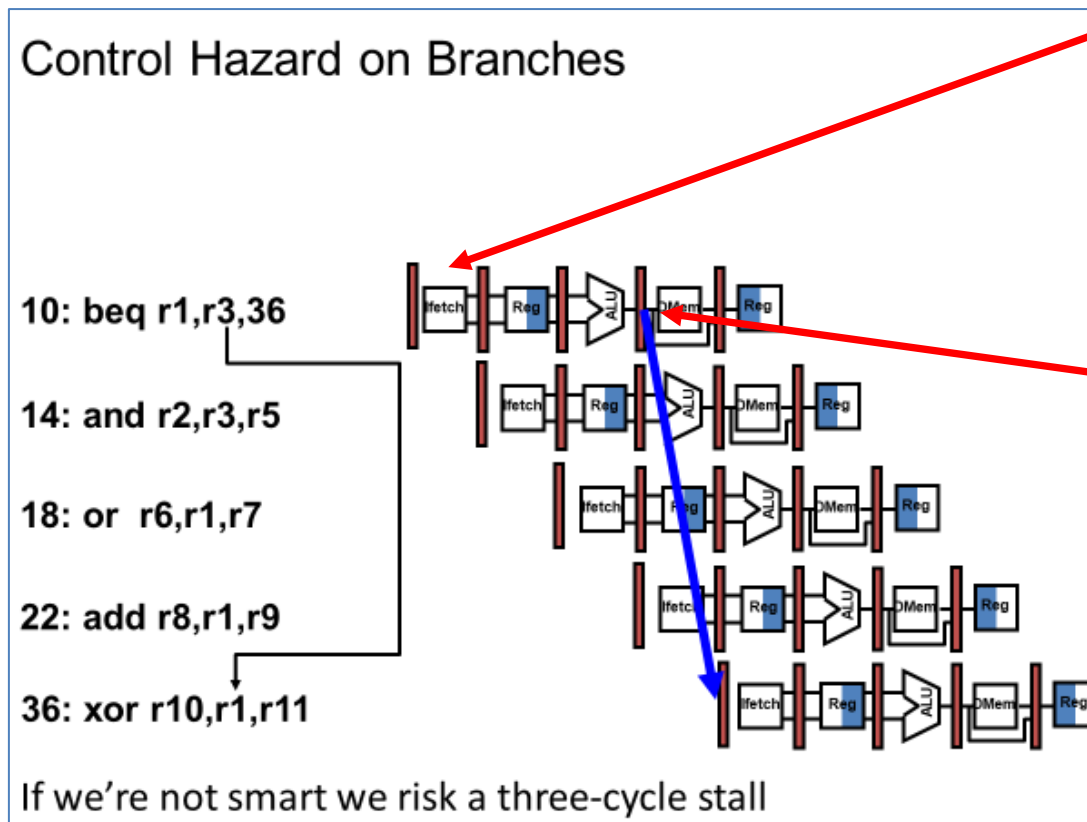 Control Hazard on Branches
10: beq r1,r3,36
Ifetch Reg ALU DMem Reg
14: and r2,r3,r5
Ifetch Reg ALU DMem Reg
18: or r6,r1,r7
Ifetch Reg ALU DMem Reg
22: add r8,r1,r9
Ifetch Reg ALU DMem Reg
36: xor r10,r1,r11
Ifetch Reg ALU DMem Reg
If we're not smart we risk a three-cycle stall